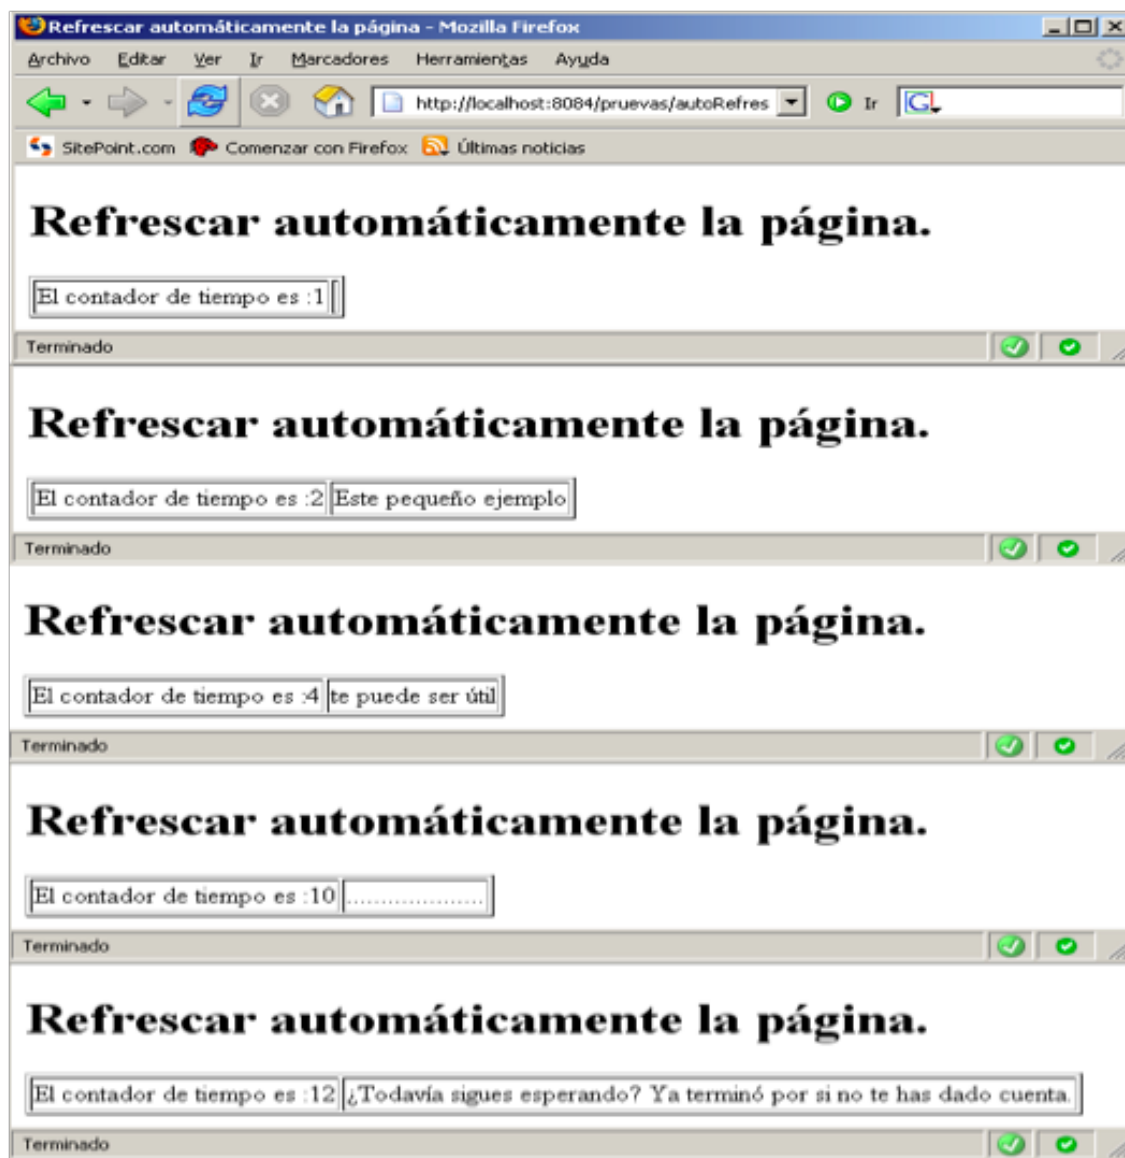 Refrescar automáticamente la página - Mozilla Firefox
Archivo Editar Ver Ir Marcadores Herramientas Ayuda
http://localhost:8084/pruevas/autoRefres Ir G
SitePoint.com Comenzar con Firefox Últimas noticias
Refrescar automáticamente la página.
El contador de tiempo es :1
Terminado
Refrescar automáticamente la página.
El contador de tiempo es :2 Este pequeño ejemplo
Terminado
Refrescar automáticamente la página.
El contador de tiempo es :4 te puede ser útil
Terminado
Refrescar automáticamente la página.
El contador de tiempo es :10 .....................
Terminado
Refrescar automáticamente la página.
El contador de tiempo es :12 ¿Todavía sigues esperando? Ya terminó por si no te has dado cuenta.
Terminado